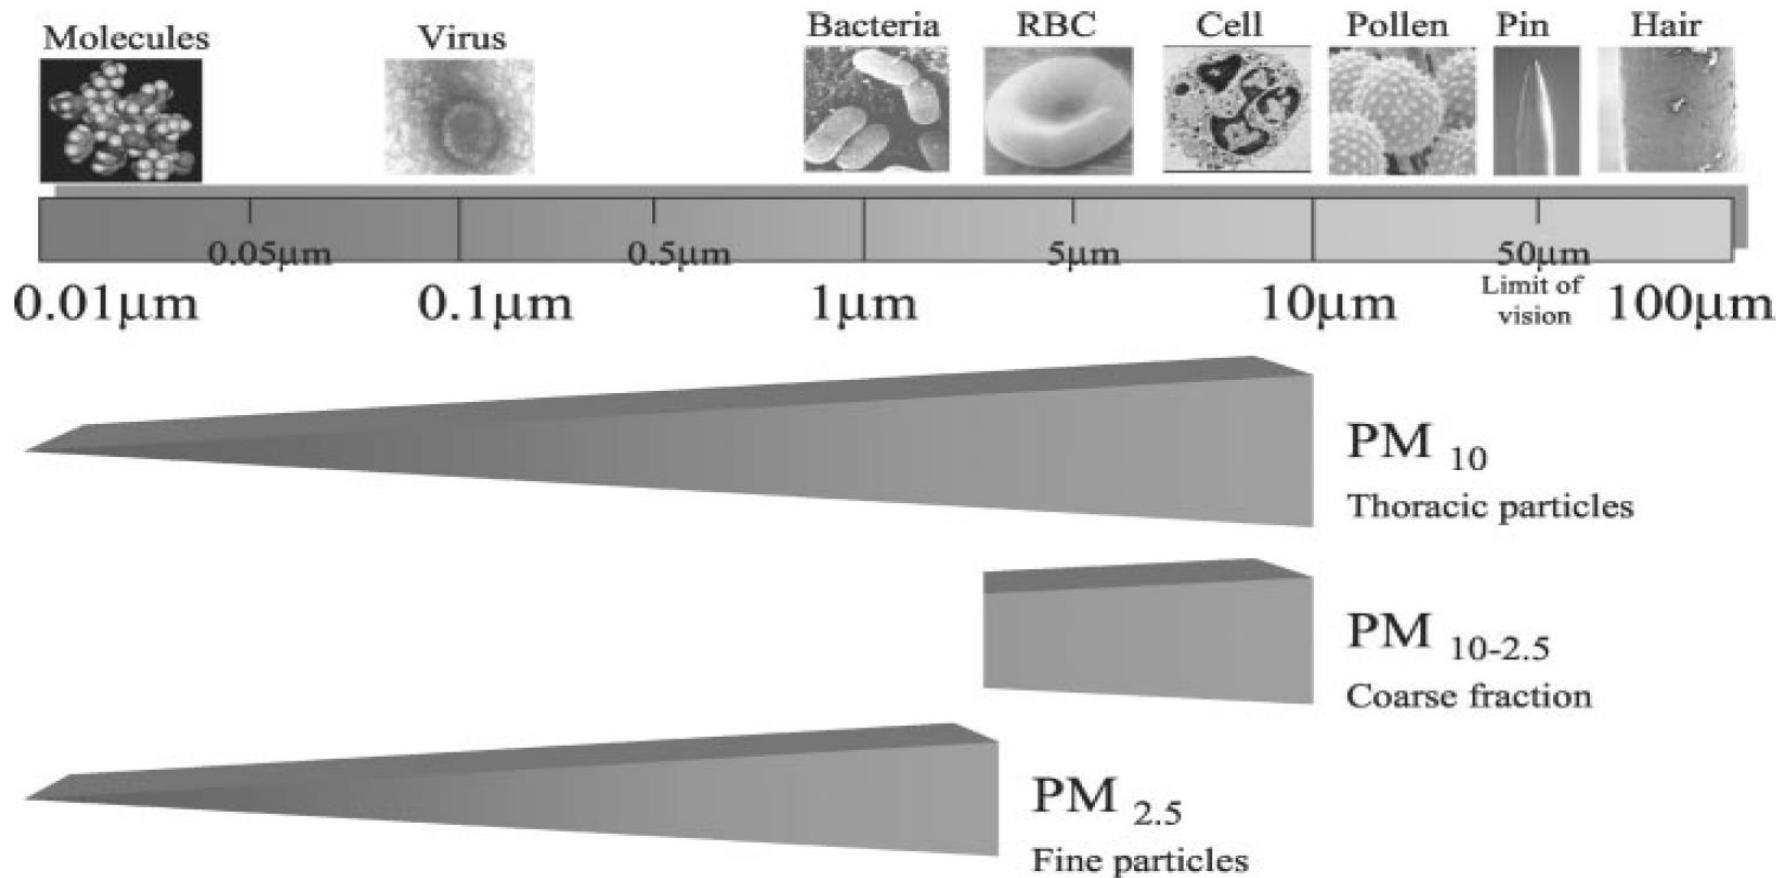 Molecules Virus Bacteria RBC Cell Pollen Pin Hair
0.05μm 0.5μm 5μm 50μm
0.01μm 0.1μm 1μm 10μm Limit of vision 100μm
PM 10
Thoracic particles
PM 10-2.5
Coarse fraction
PM 2.5
Fine particles